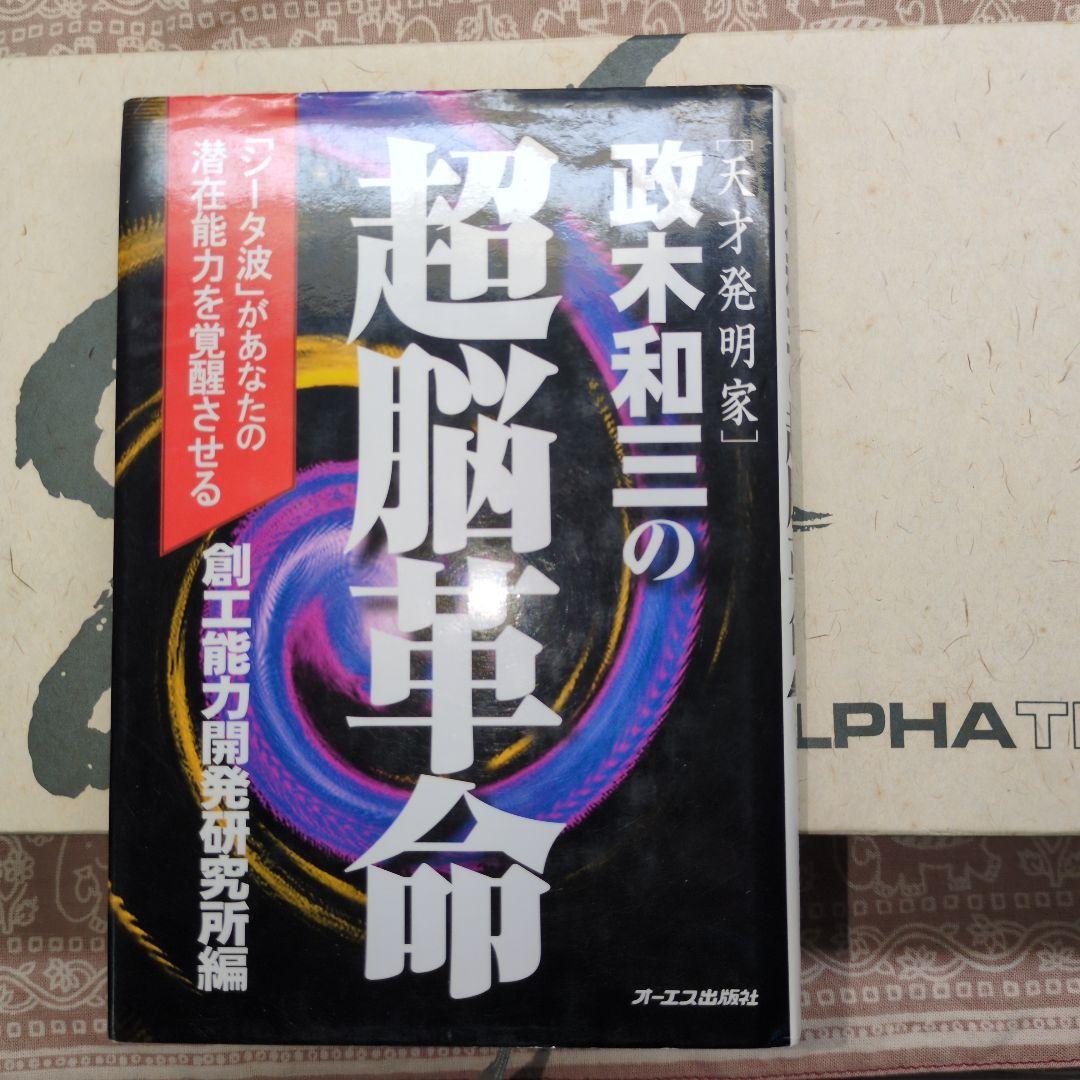 [天才発明家]
政木和三の
超脳革命
「シータ波」があなたの
潜在能力を覚醒させる
創工能力開発研究所編
オーエス出版社
LPHA